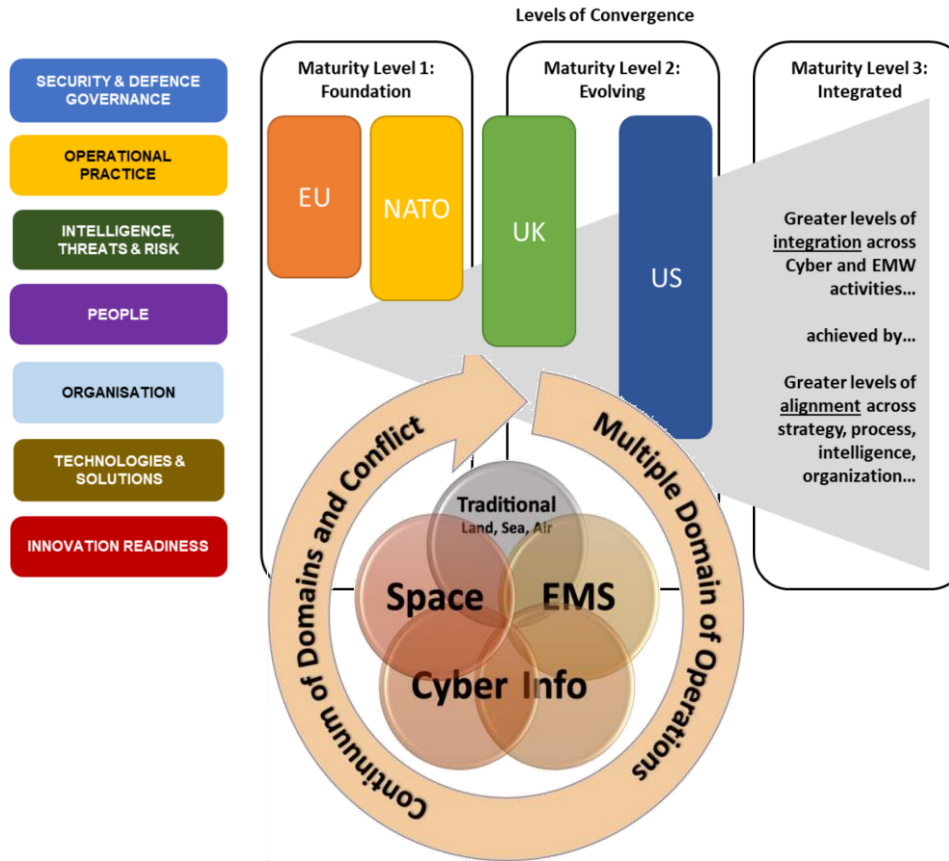 Levels of Convergence
SECURITY & DEFENCE
GOVERNANCE
OPERATIONAL
PRACTICE
INTELLIGENCE,
THREATS & RISK
PEOPLE
ORGANISATION
TECHNOLOGIES &
SOLUTIONS
INNOVATION READINESS
Maturity Level 1:
Foundation
EU
NATO
Maturity Level 2:
Evolving
UK
US
Maturity Level 3:
Integrated
Greater levels of
integration across
Cyber and EMW
activities...
achieved by...
Greater levels of
alignment across
strategy, process,
intelligence,
organization...
Continuum of Domains and Conflict
Multiple Domain of Operations
Traditional
Land, Sea, Air
Space
EMS
Cyber
Info